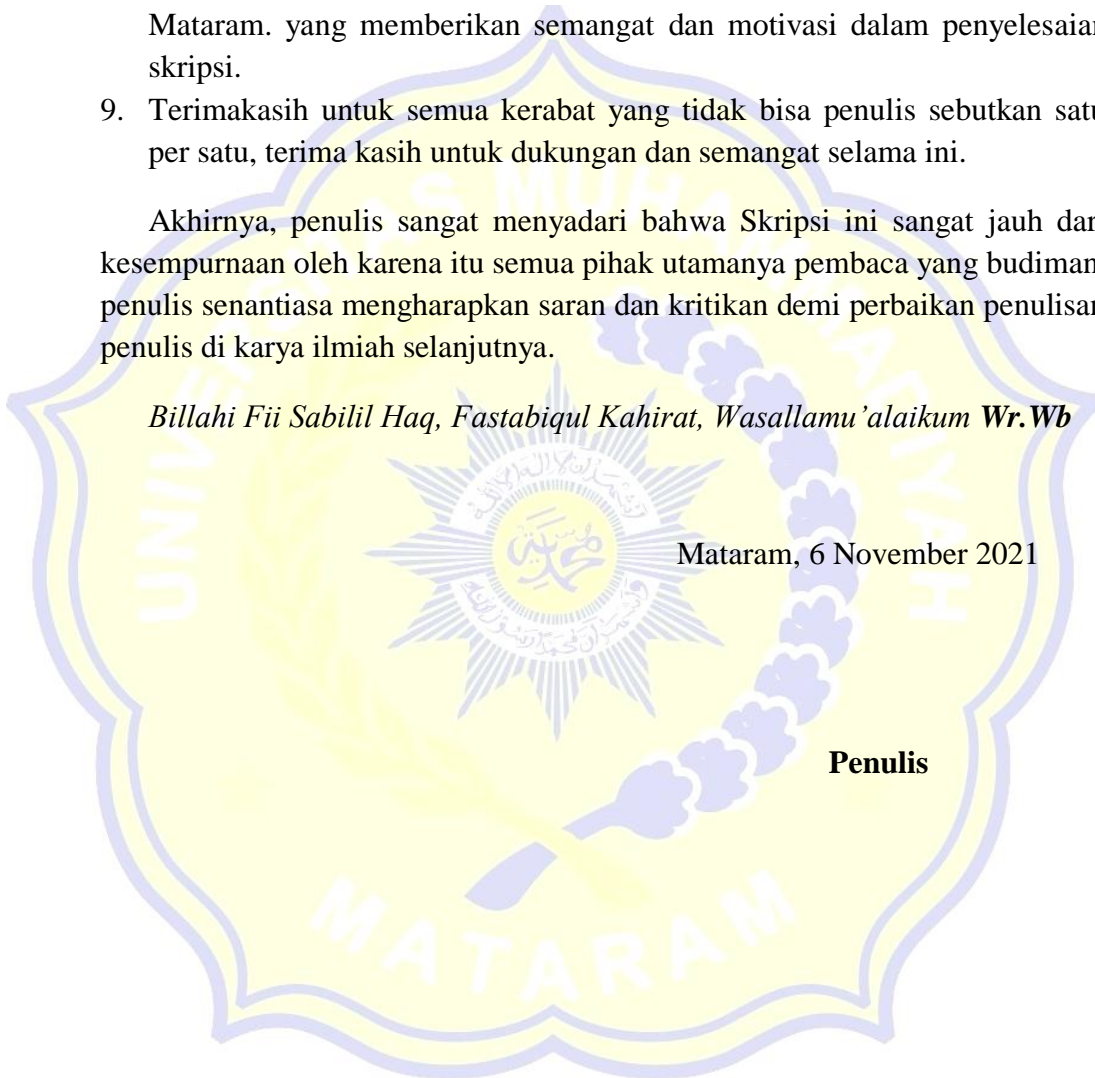 Mataram. yang memberikan semangat dan motivasi dalam penyelesaian
skripsi.
9. Terimakasih untuk semua kerabat yang tidak bisa penulis sebutkan satu
per satu, terima kasih untuk dukungan dan semangat selama ini.
Akhirnya, penulis sangat menyadari bahwa Skripsi ini sangat jauh dari
kesempurnaan oleh karena itu semua pihak utamanya pembaca yang budiman
penulis senantiasa mengharapkan saran dan kritikan demi perbaikan penulisan
penulis di karya ilmiah selanjutnya.
Billahi Fii Sabilil Haq, Fastabiqul Kahirat, Wasallamu’alaikum Wr.Wb
Mataram, 6 November 2021
Penulis
UNIVERSITAS MUHAMMADIYAH
MATARAM
محمدية